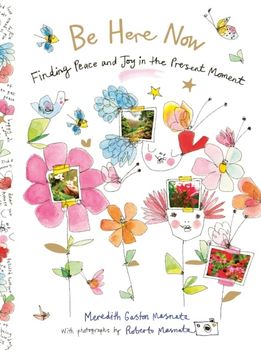 Be Here Now
Finding Peace and Joy in the Present Moment
Meredith Gaston Masnata
With photographs by Roberto Masnata